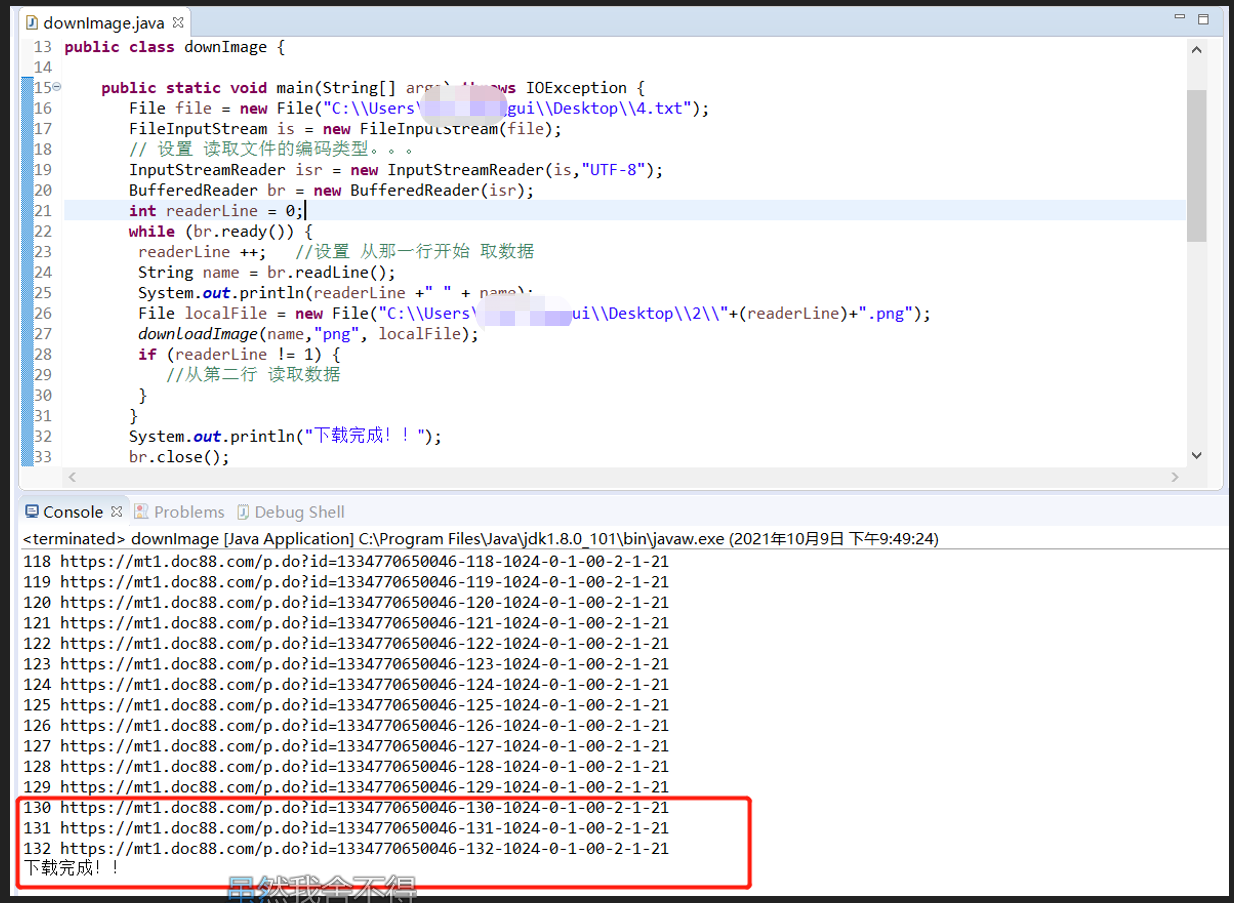 downImage.java
13 public class downImage {
14
15 public static void main(String[] args) throws IOException {
16 File file = new File("C:\\Users\ gui\\Desktop\\4.txt");
17 FileInputStream is = new FileInputStream(file);
18 // 设置 读取文件的编码类型。。。
19 InputStreamReader isr = new InputStreamReader(is,"UTF-8");
20 BufferedReader br = new BufferedReader(isr);
21 int readerLine = 0;
22 while (br.ready()) {
23 readerLine ++; //设置 从那一行开始 取数据
24 String name = br.readLine();
25 System.out.println(readerLine +" " + name);
26 File localFile = new File("C:\\Users\ ui\\Desktop\\2\\"+(readerLine)+".png");
27 downloadImage(name,"png", localFile);
28 if (readerLine != 1) {
29 //从第二行 读取数据
30 }
31 }
32 System.out.println("下载完成！！");
33 br.close();
Console Problems Debug Shell
<terminated> downImage [Java Application] C:\Program Files\Java\jdk1.8.0_101\bin\javaw.exe (2021年10月9日 下午9:49:24)
118 https://mt1.doc88.com/p.do?id=1334770650046-118-1024-0-1-00-2-1-21
119 https://mt1.doc88.com/p.do?id=1334770650046-119-1024-0-1-00-2-1-21
120 https://mt1.doc88.com/p.do?id=1334770650046-120-1024-0-1-00-2-1-21
121 https://mt1.doc88.com/p.do?id=1334770650046-121-1024-0-1-00-2-1-21
122 https://mt1.doc88.com/p.do?id=1334770650046-122-1024-0-1-00-2-1-21
123 https://mt1.doc88.com/p.do?id=1334770650046-123-1024-0-1-00-2-1-21
124 https://mt1.doc88.com/p.do?id=1334770650046-124-1024-0-1-00-2-1-21
125 https://mt1.doc88.com/p.do?id=1334770650046-125-1024-0-1-00-2-1-21
126 https://mt1.doc88.com/p.do?id=1334770650046-126-1024-0-1-00-2-1-21
127 https://mt1.doc88.com/p.do?id=1334770650046-127-1024-0-1-00-2-1-21
128 https://mt1.doc88.com/p.do?id=1334770650046-128-1024-0-1-00-2-1-21
129 https://mt1.doc88.com/p.do?id=1334770650046-129-1024-0-1-00-2-1-21
130 https://mt1.doc88.com/p.do?id=1334770650046-130-1024-0-1-00-2-1-21
131 https://mt1.doc88.com/p.do?id=1334770650046-131-1024-0-1-00-2-1-21
132 https://mt1.doc88.com/p.do?id=1334770650046-132-1024-0-1-00-2-1-21
下载完成！！
虽然我舍不得